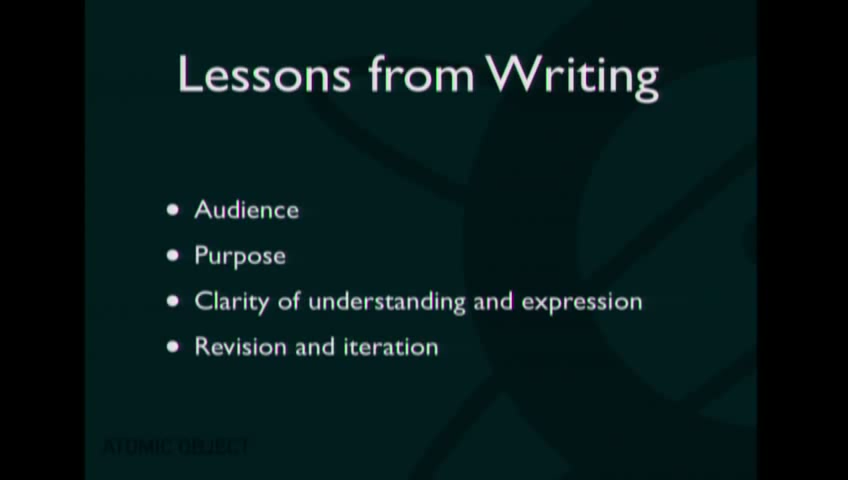 Lessons from Writing
• Audience
• Purpose
• Clarity of understanding and expression
• Revision and iteration
ATOMIC OBJECT